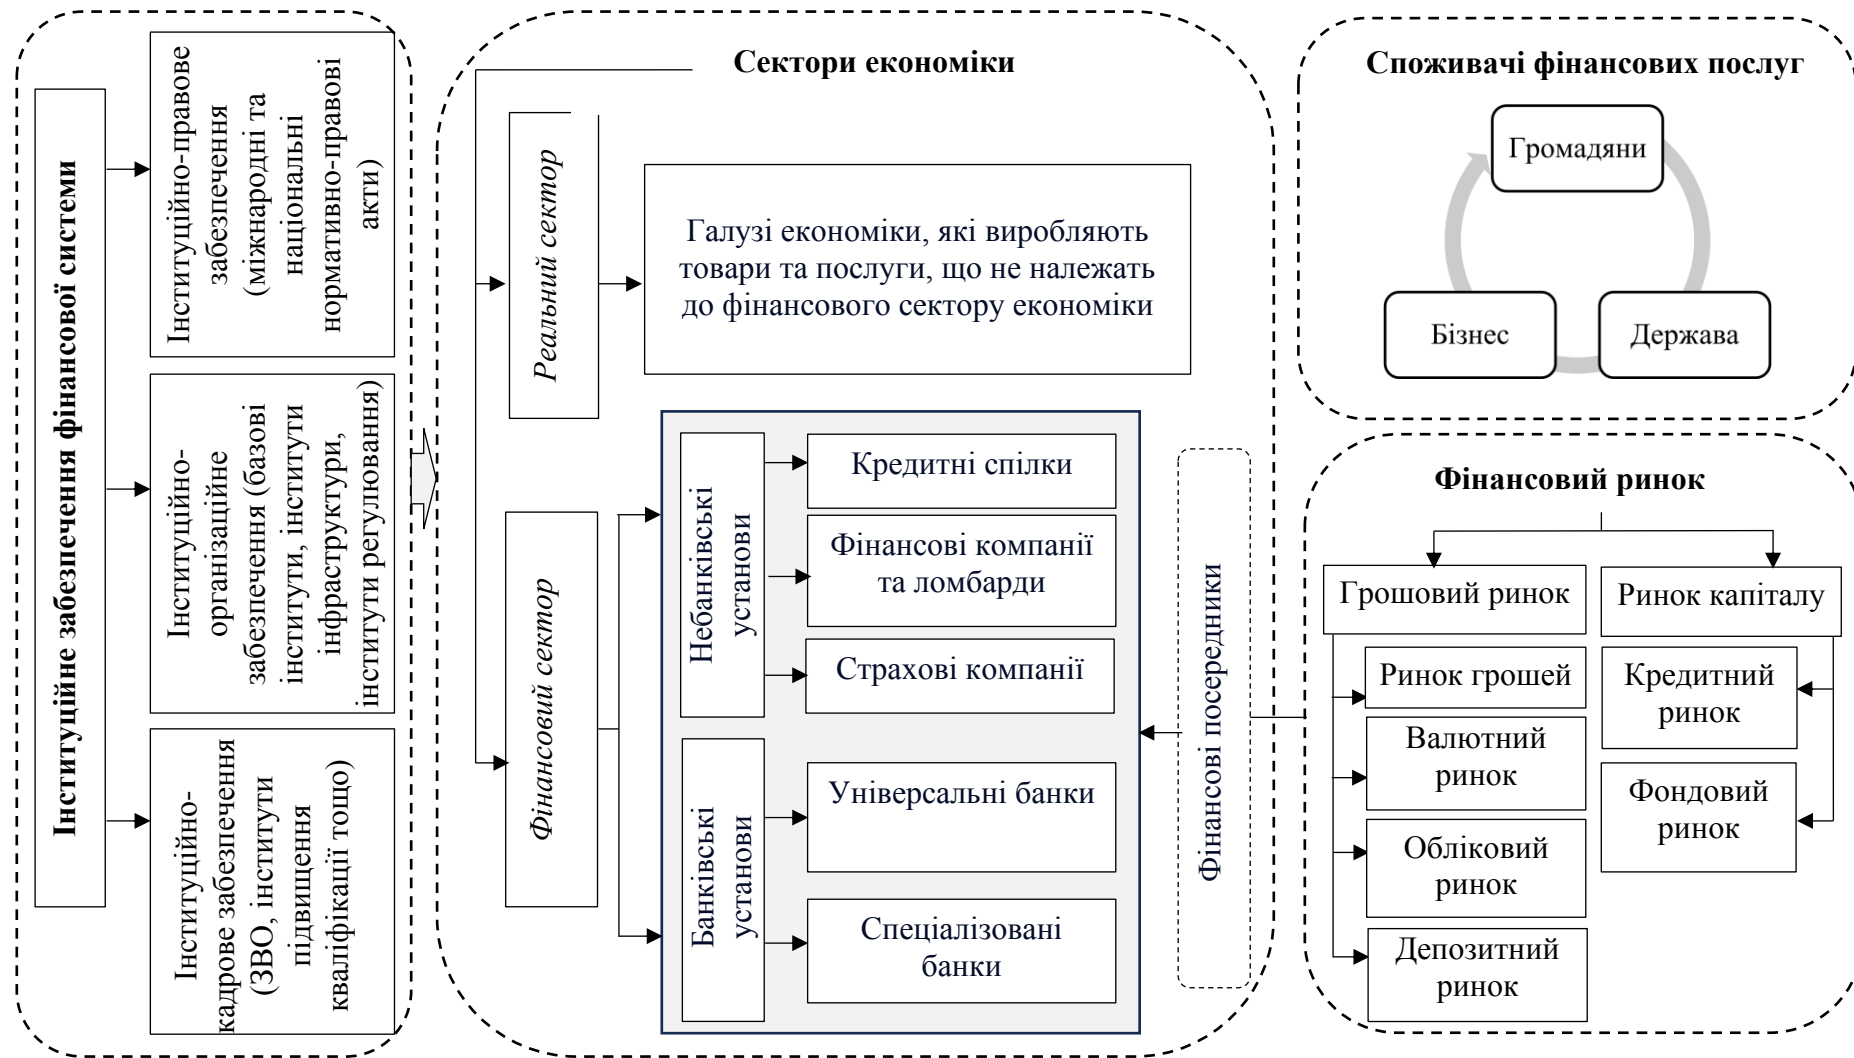 Інституційне забезпечення фінансової системи
Інституційно-правове
забезпечення
(міжнародні та
національні
нормативно-правові
акти)
Інституційно-
організаційне
забезпечення (базові
інститути, інститути
інфраструктури,
інститути регулювання)
Інституційно-
кадрове забезпечення
(ЗВО, інститути
підвищення
кваліфікації тощо)
Сектори економіки
Реальний сектор
Галузі економіки, які виробляють
товари та послуги, що не належать
до фінансового сектору економіки
Фінансовий сектор
Небанківські
установи
Кредитні спілки
Фінансові компанії
та ломбарди
Страхові компанії
Банківські
установи
Універсальні банки
Спеціалізовані
банки
Фінансові посередники
Споживачі фінансових послуг
Громадяни
Бізнес
Держава
Фінансовий ринок
Грошовий ринок
Ринок грошей
Валютний
ринок
Обліковий
ринок
Депозитний
ринок
Ринок капіталу
Кредитний
ринок
Фондовий
ринок